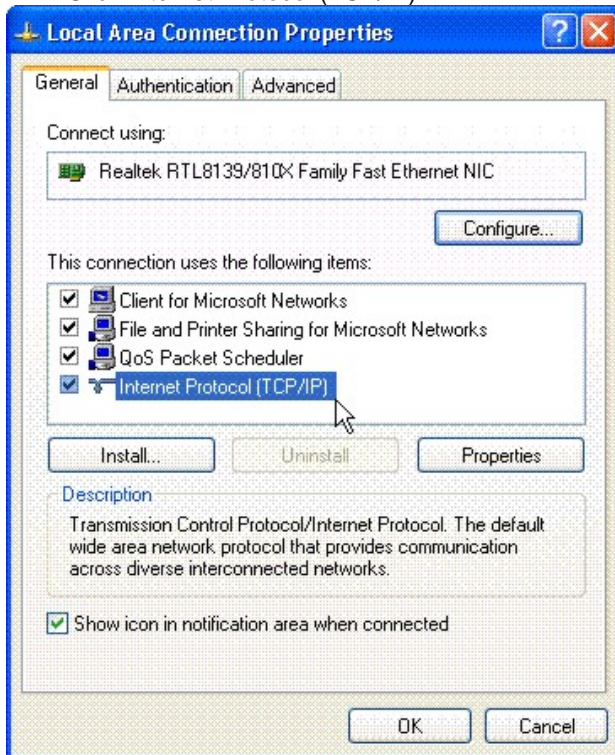 Local Area Connection Properties
General Authentication Advanced
Connect using:
Realtek RTL8139/810X Family Fast Ethernet NIC
Configure...
This connection uses the following items:
Client for Microsoft Networks
File and Printer Sharing for Microsoft Networks
QoS Packet Scheduler
Internet Protocol (TCP/IP)
Install... Uninstall Properties
Description
Transmission Control Protocol/Internet Protocol. The default
wide area network protocol that provides communication
across diverse interconnected networks.
Show icon in notification area when connected
OK Cancel